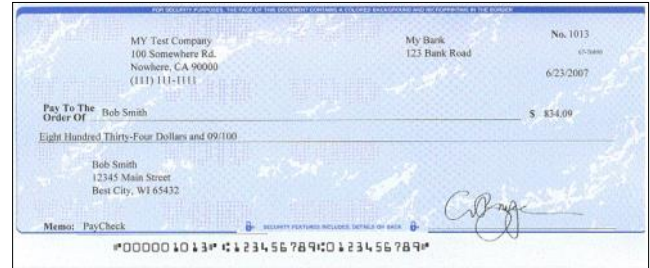 FOR SECURITY PURPOSES, THE FACE OF THIS DOCUMENT CONTAINS A COLORED BACKGROUND AND MICROPRINTING IN THE BORDER
MY Test Company
100 Somewhere Rd.
Nowhere, CA 90000
(111) 111-1111
My Bank
123 Bank Road
No. 1013
6/23/2007
Pay To The
Order Of Bob Smith
$ 834.09
Eight Hundred Thirty-Four Dollars and 09/100
Bob Smith
12345 Main Street
Best City, WI 65432
Memo: PayCheck
SECURITY FEATURES INCLUDED. DETAILS ON BACK
⑈000001013⑈ ⑆123456789⑆0123456789⑈